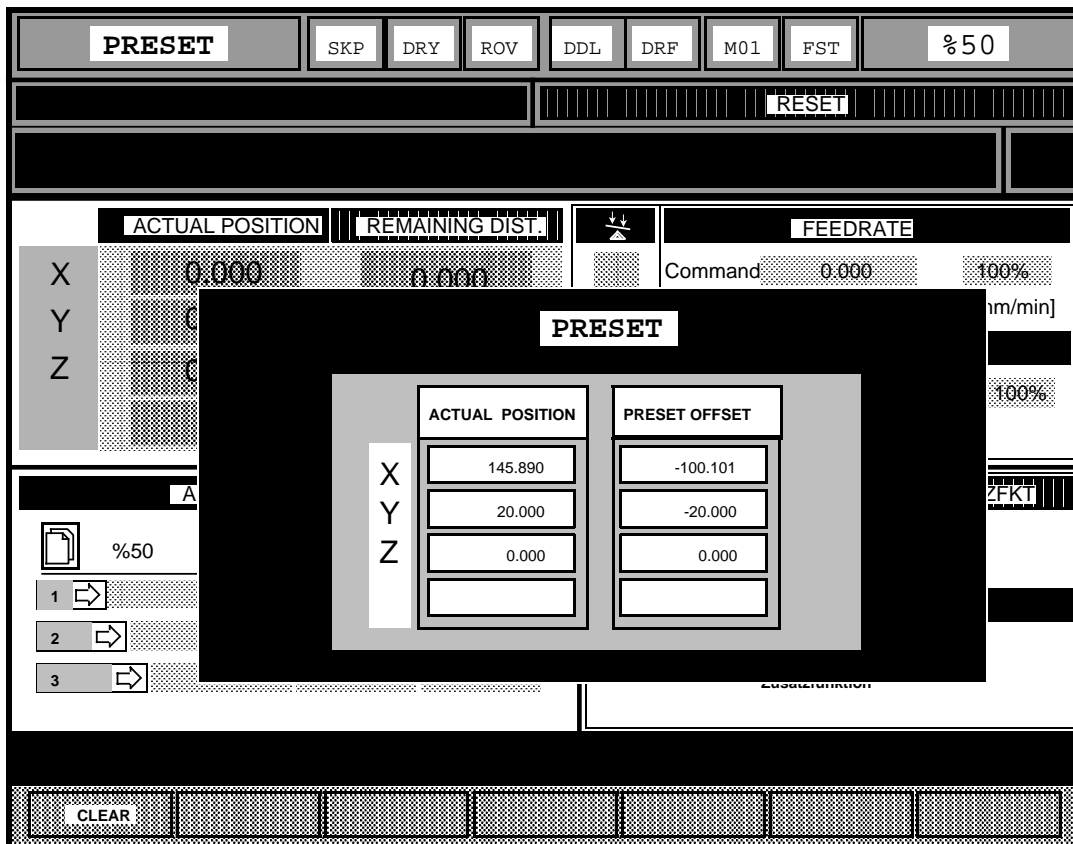 PRESET SKP DRY ROV DDL DRF M01 FST %50
RESET
ACTUAL POSITION REMAINING DIST. FEEDRATE
X 0.000 0.000 Command 0.000 100%
Y mm/min]
Z
100%
PRESET
ACTUAL POSITION PRESET OFFSET
X 145.890 -100.101
Y 20.000 -20.000
Z 0.000 0.000
A ZFKT
%50
1
2
3
Zusatzfunktion
CLEAR